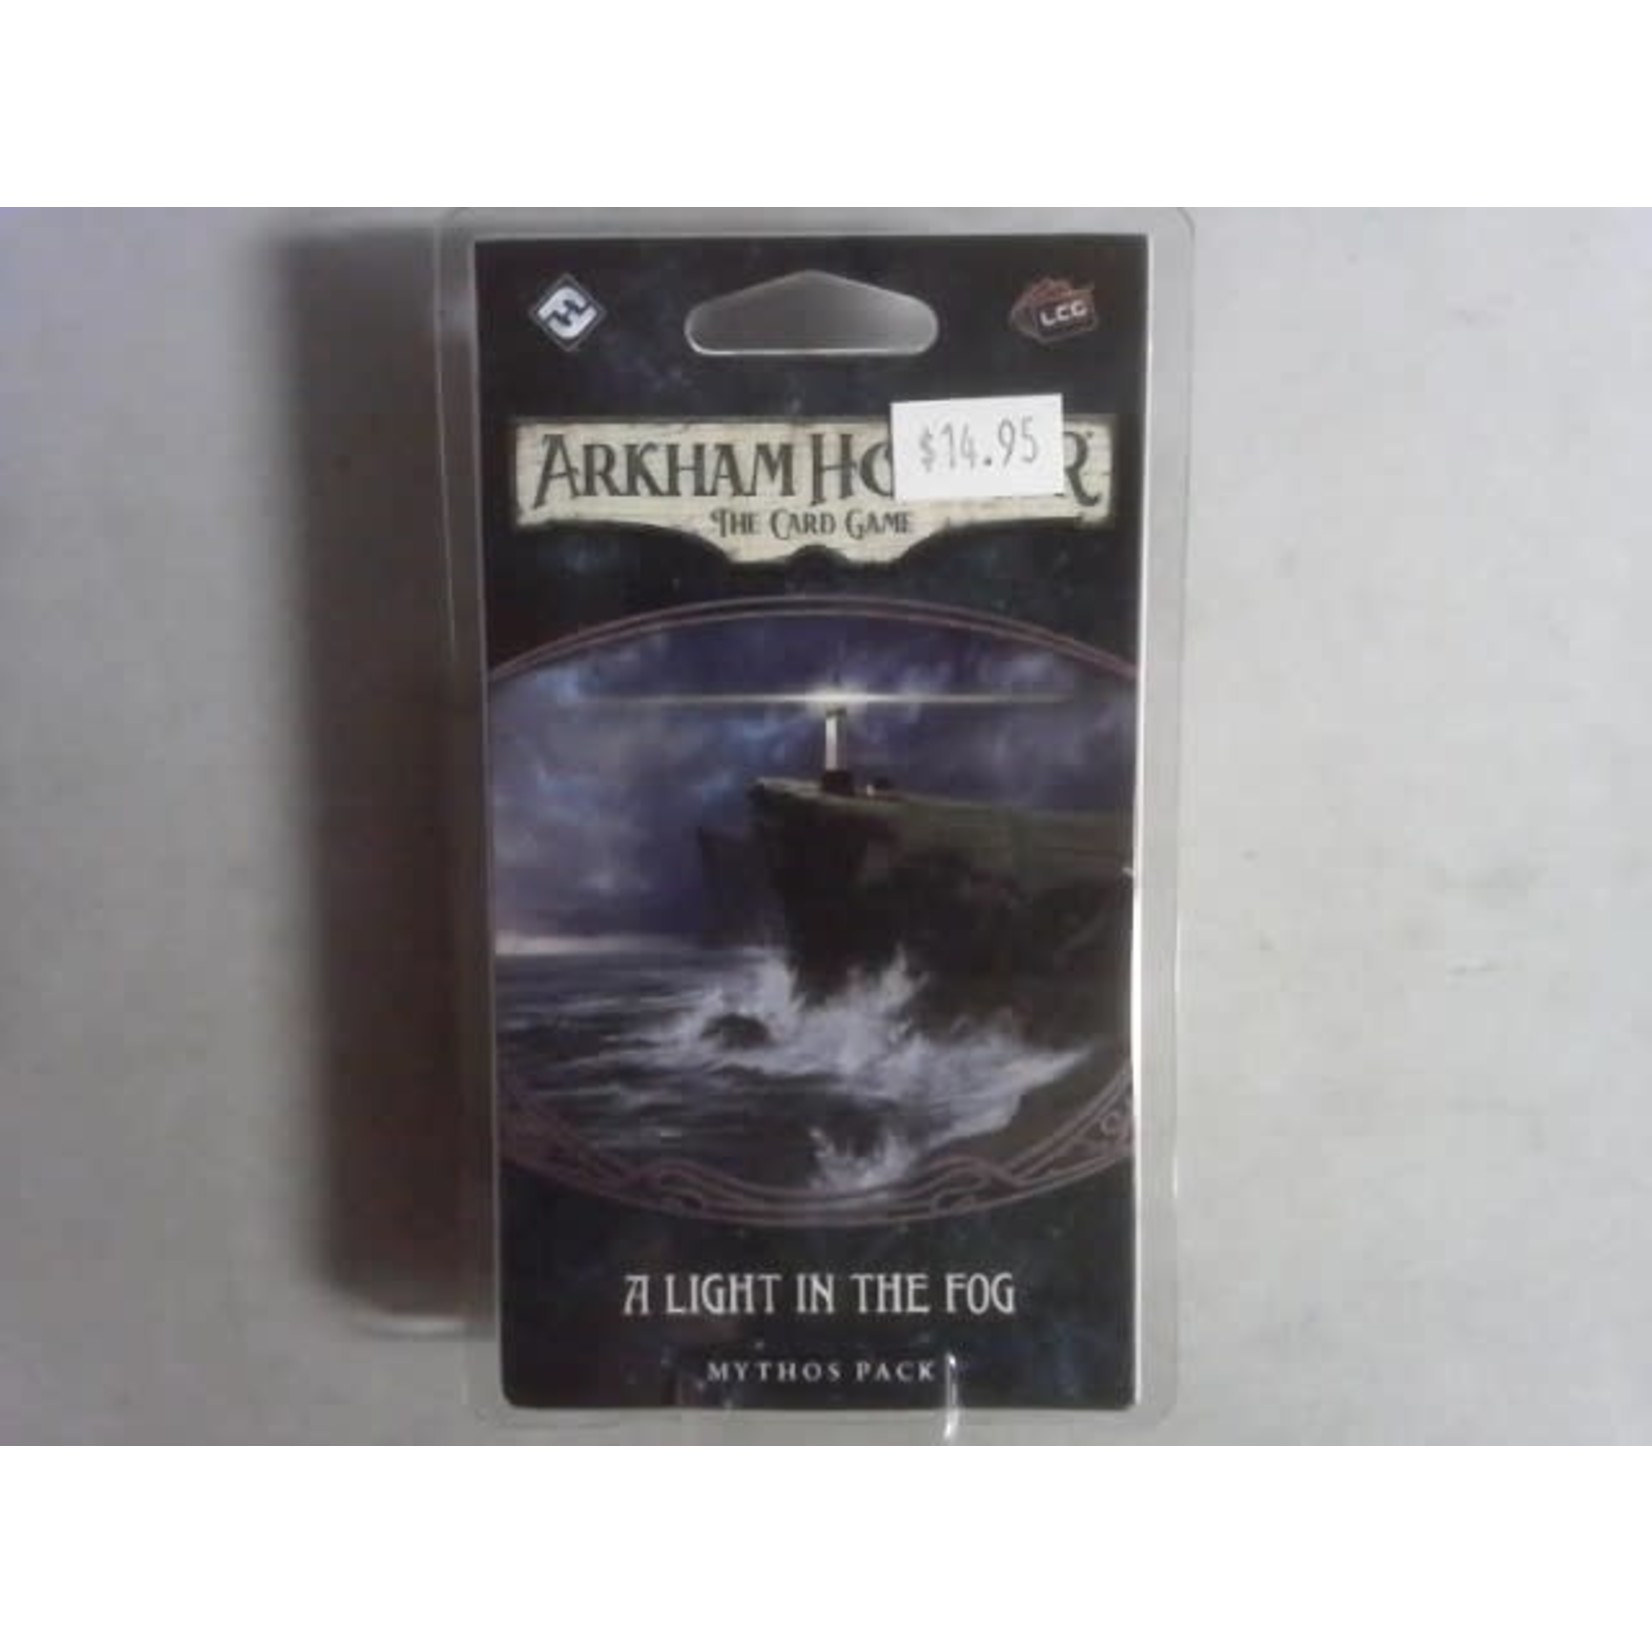 LCG
$14.95
ARKHAM HO R
THE CARD GAME
A LIGHT IN THE FOG
MYTHOS PACK